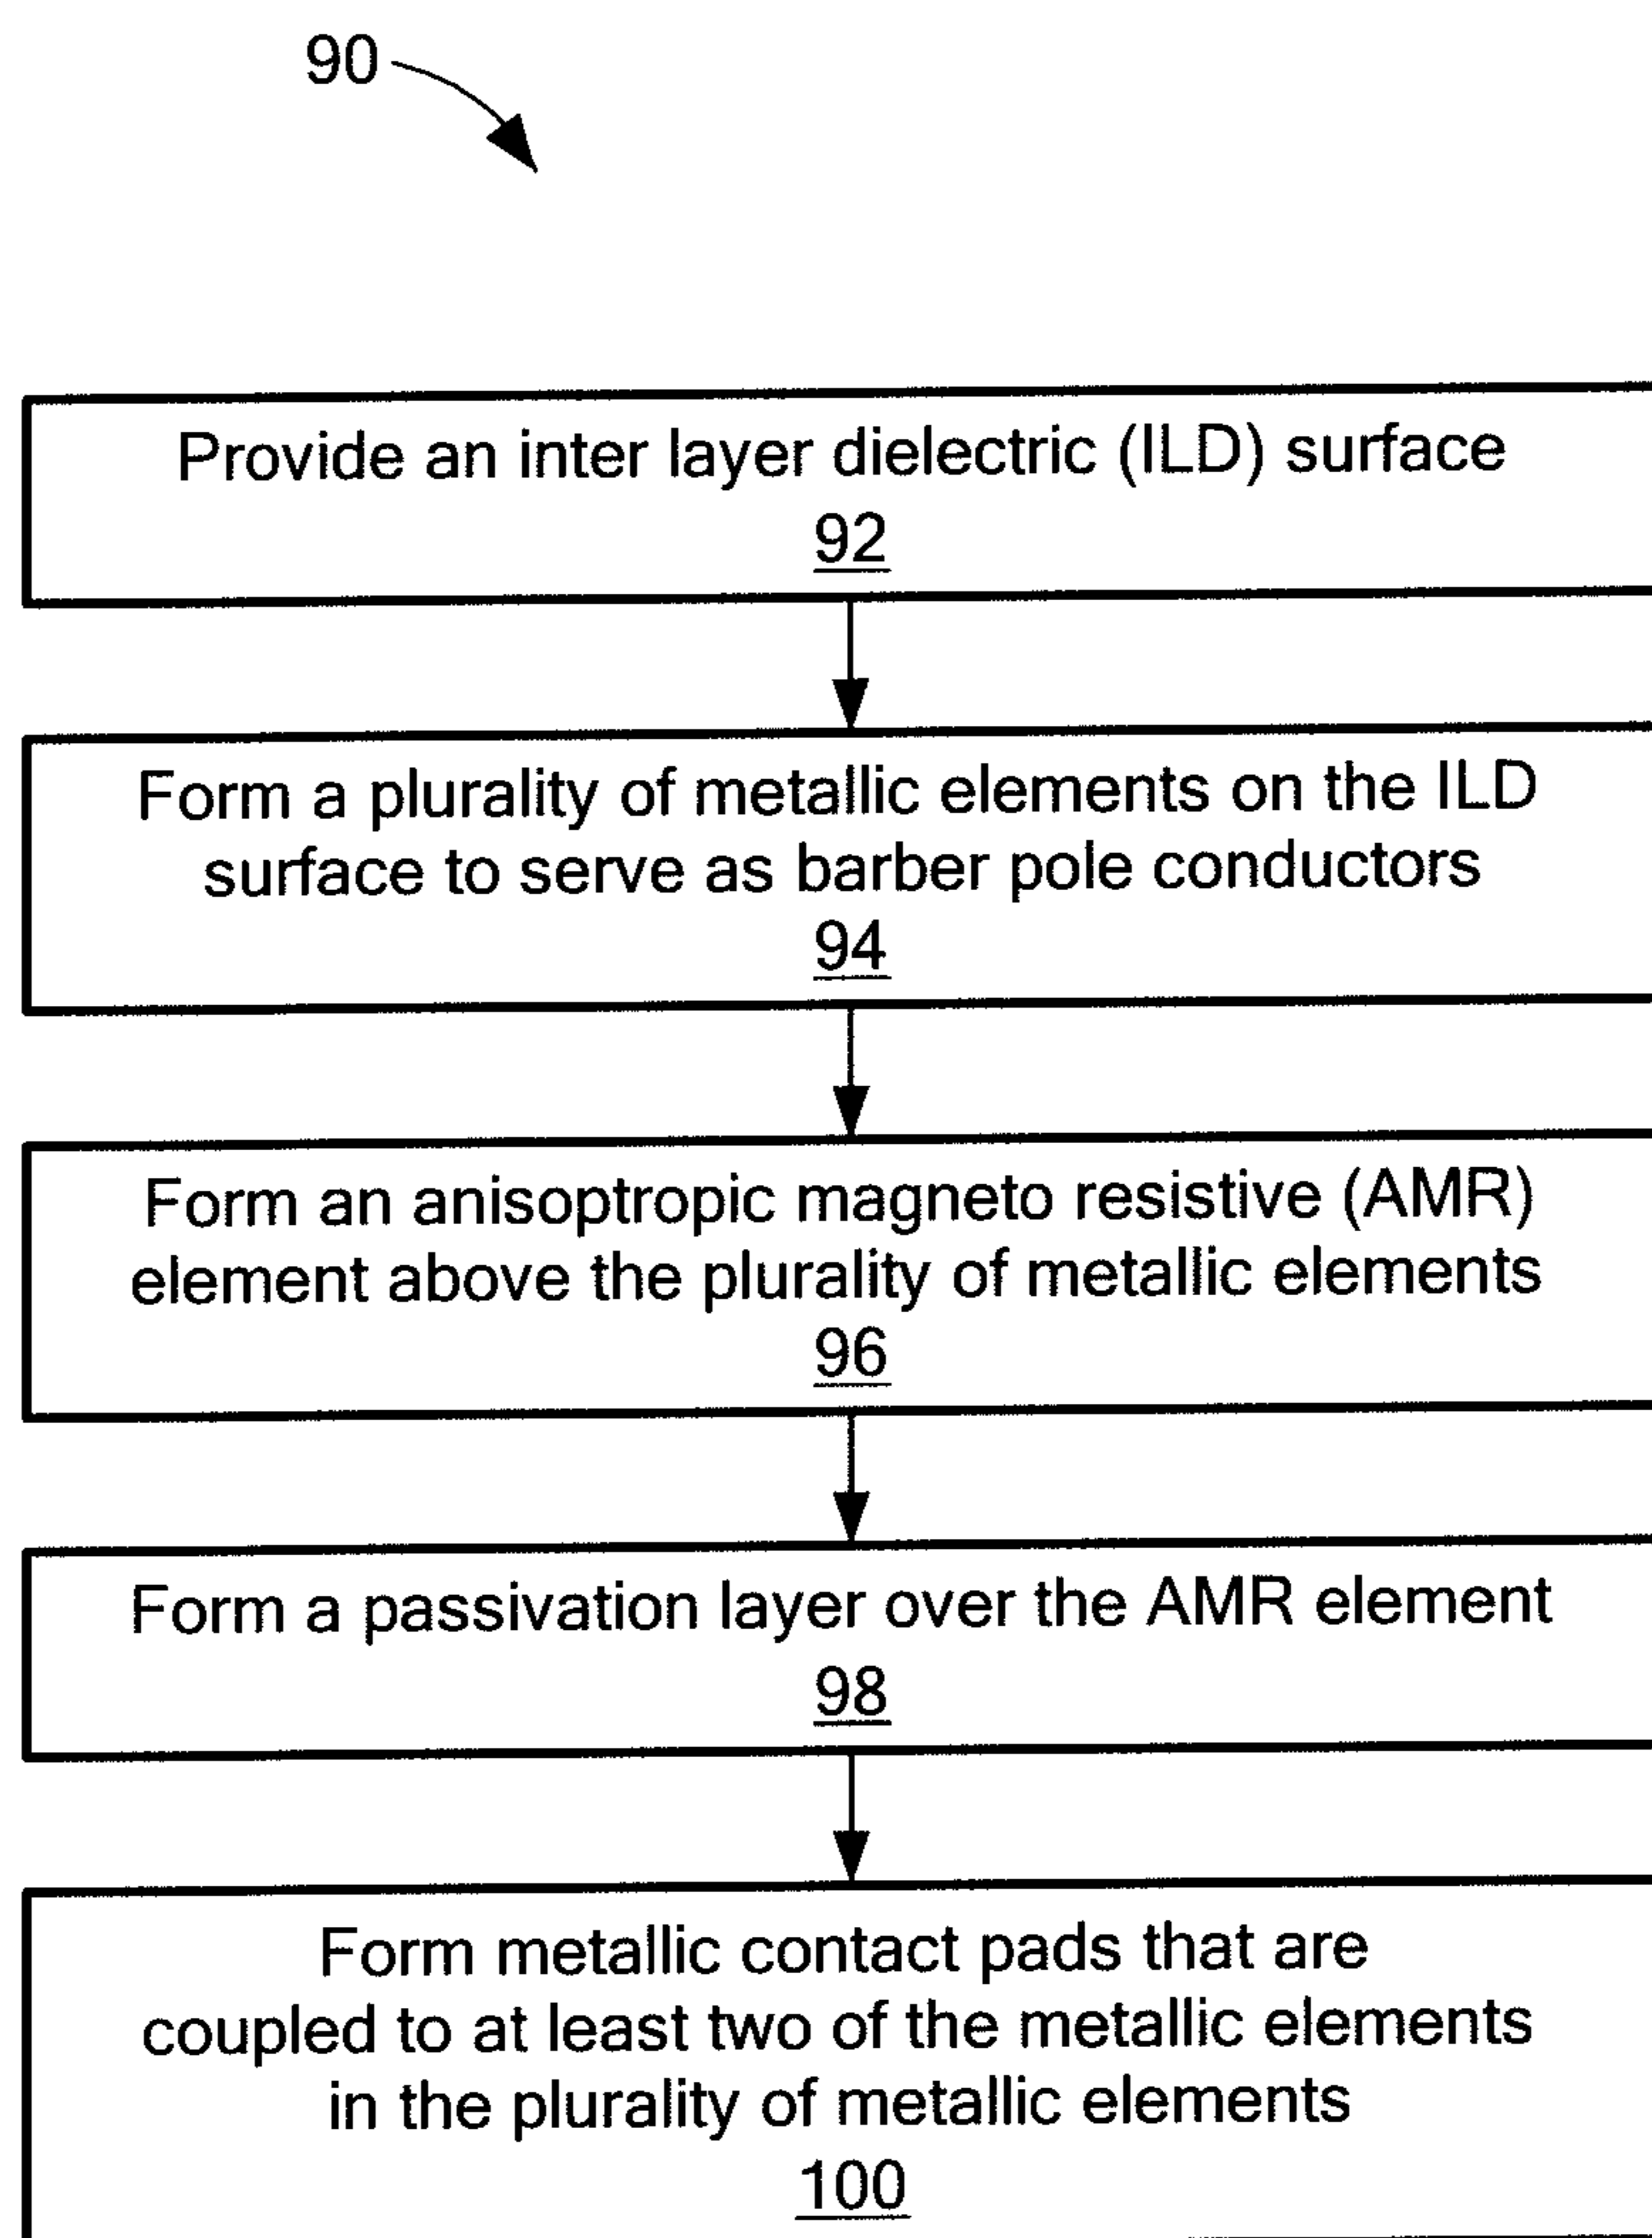 90
Provide an inter layer dielectric (ILD) surface
92
Form a plurality of metallic elements on the ILD
surface to serve as barber pole conductors
94
Form an anisoptropic magneto resistive (AMR)
element above the plurality of metallic elements
96
Form a passivation layer over the AMR element
98
Form metallic contact pads that are
coupled to at least two of the metallic elements
in the plurality of metallic elements
100